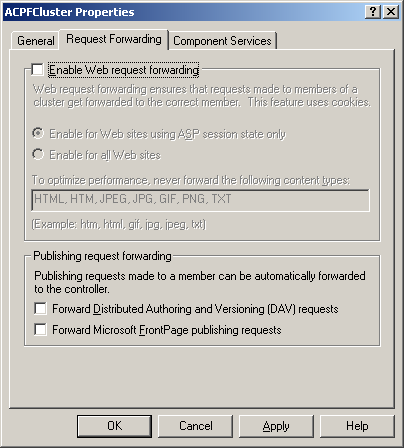 ACPFCluster Properties
General
Request Forwarding
Component Services
Enable Web request forwarding
Web request forwarding ensures that requests made to members of a
cluster get forwarded to the correct member. This feature uses cookies.
Enable for Web sites using ASP session state only
Enable for all Web sites
To optimize performance, never forward the following content types:
HTML, HTM, JPEG, JPG, GIF, PNG, TXT
(Example: htm, html, gif, jpg, jpeg, txt)
Publishing request forwarding
Publishing requests made to a member can be automatically forwarded
to the controller.
Forward Distributed Authoring and Versioning (DAV) requests
Forward Microsoft FrontPage publishing requests
OK
Cancel
Apply
Help